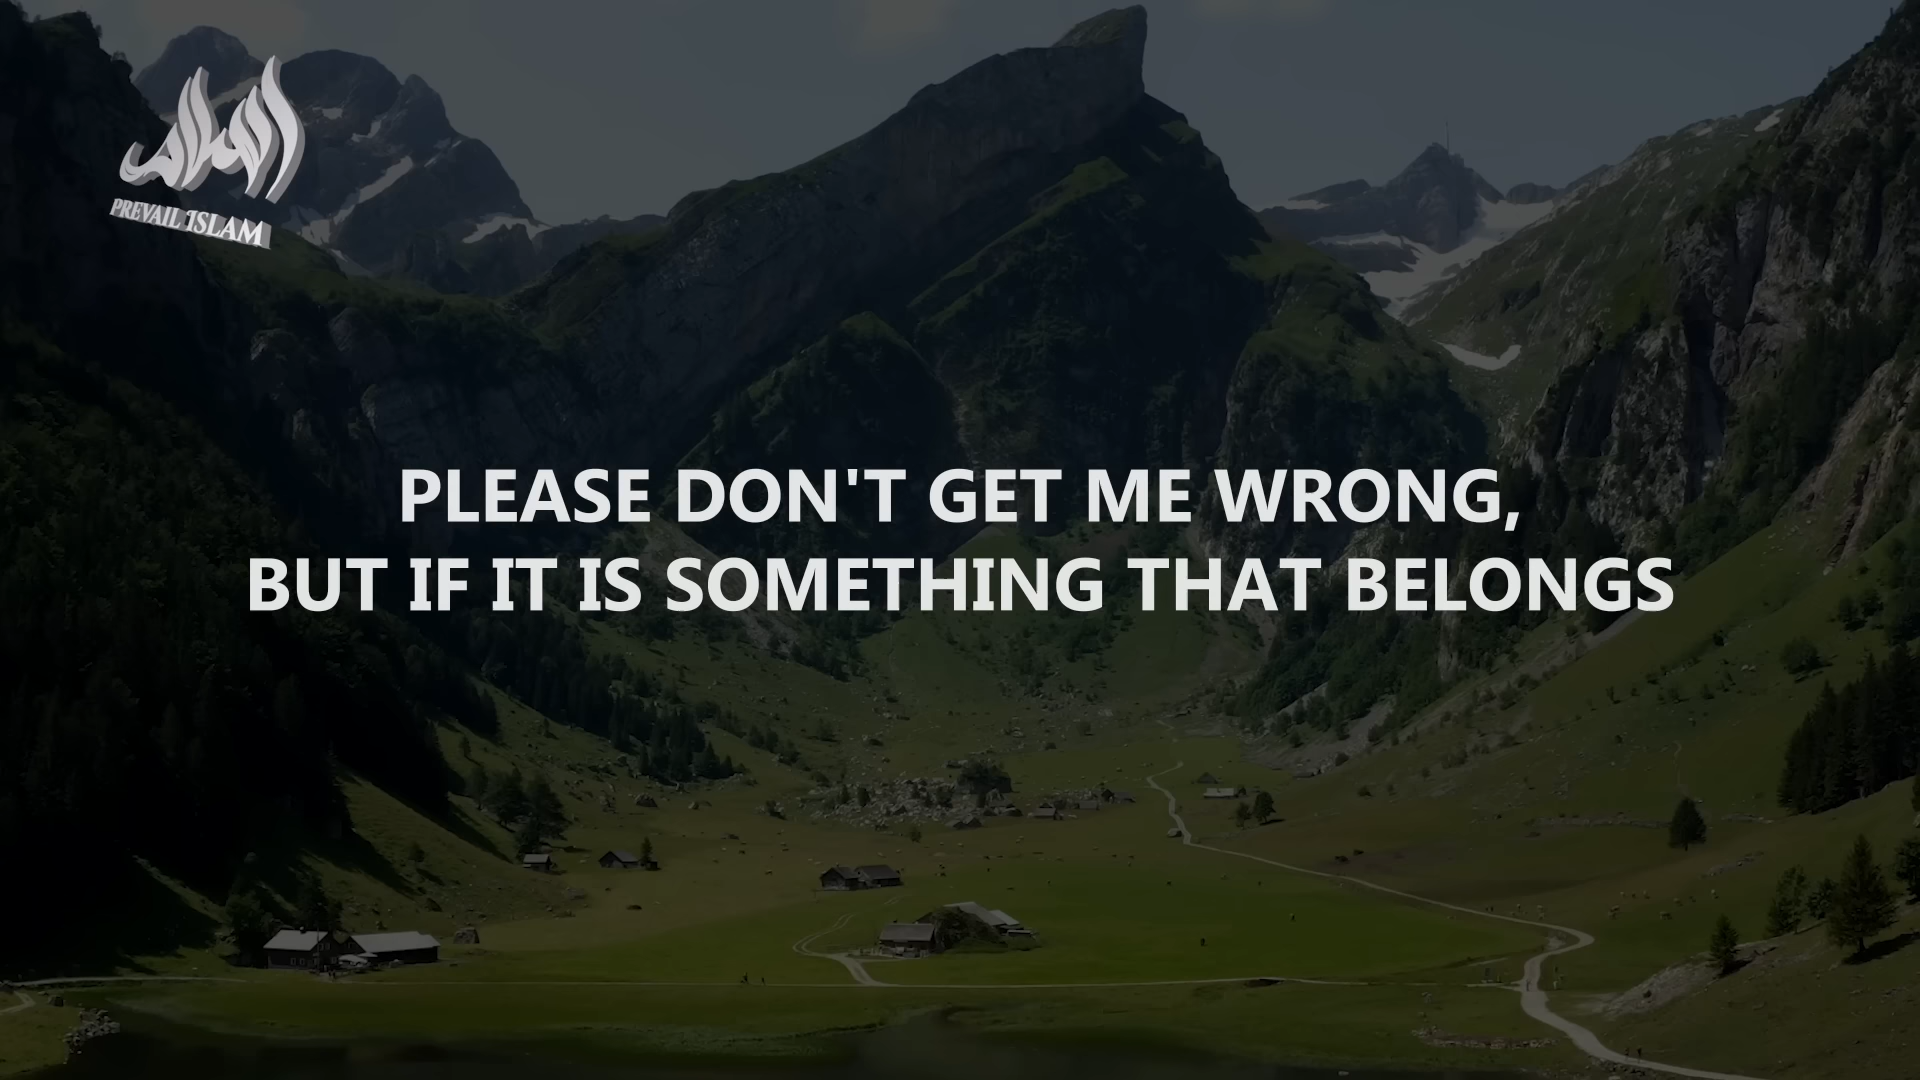 PREVAIL ISLAM
PLEASE DON'T GET ME WRONG,
BUT IF IT IS SOMETHING THAT BELONGS